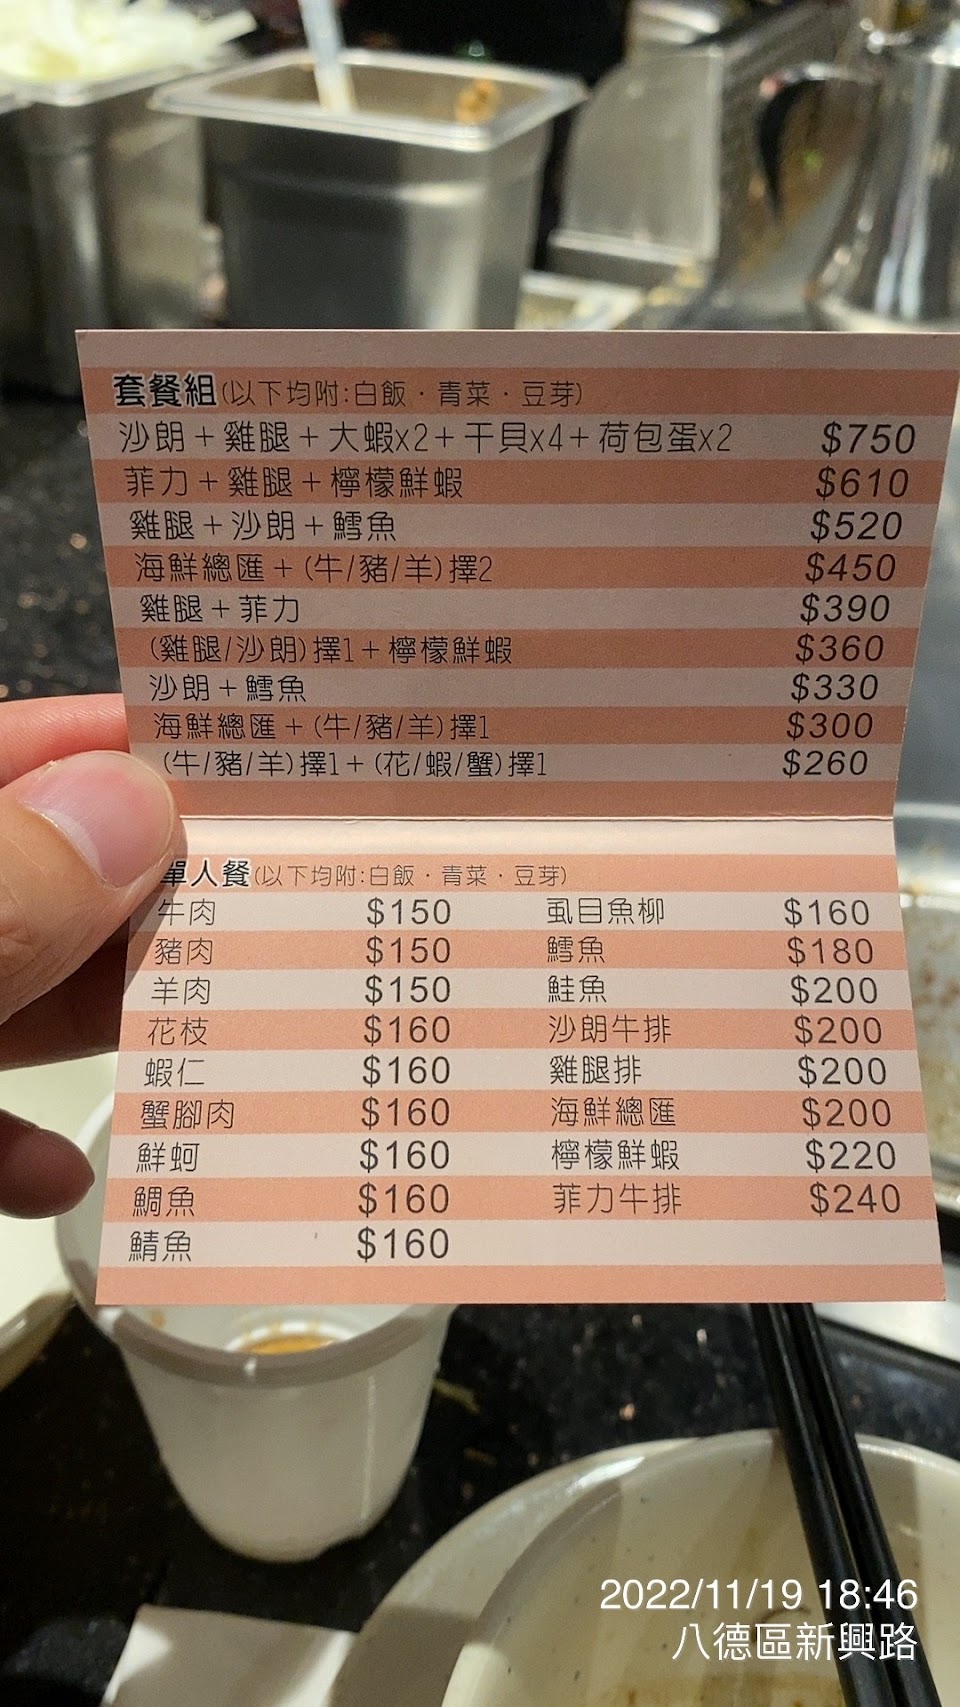 套餐組(以下均附:白飯‧青菜‧豆芽)
沙朗+雞腿+大蝦x2+干貝x4+荷包蛋x2 $750
菲力+雞腿+檸檬鮮蝦 $610
雞腿+沙朗+鱈魚 $520
海鮮總匯+(牛/豬/羊)擇2 $450
雞腿+菲力 $390
(雞腿/沙朗)擇1+檸檬鮮蝦 $360
沙朗+鱈魚 $330
海鮮總匯+(牛/豬/羊)擇1 $300
(牛/豬/羊)擇1+(花/蝦/蟹)擇1 $260
單人餐(以下均附:白飯‧青菜‧豆芽)
牛肉 $150 虱目魚柳 $160
豬肉 $150 鱈魚 $180
羊肉 $150 鮭魚 $200
花枝 $160 沙朗牛排 $200
蝦仁 $160 雞腿排 $200
蟹腳肉 $160 海鮮總匯 $200
鮮蚵 $160 檸檬鮮蝦 $220
鯛魚 $160 菲力牛排 $240
鯖魚 $160
2022/11/19 18:46
八德區新興路